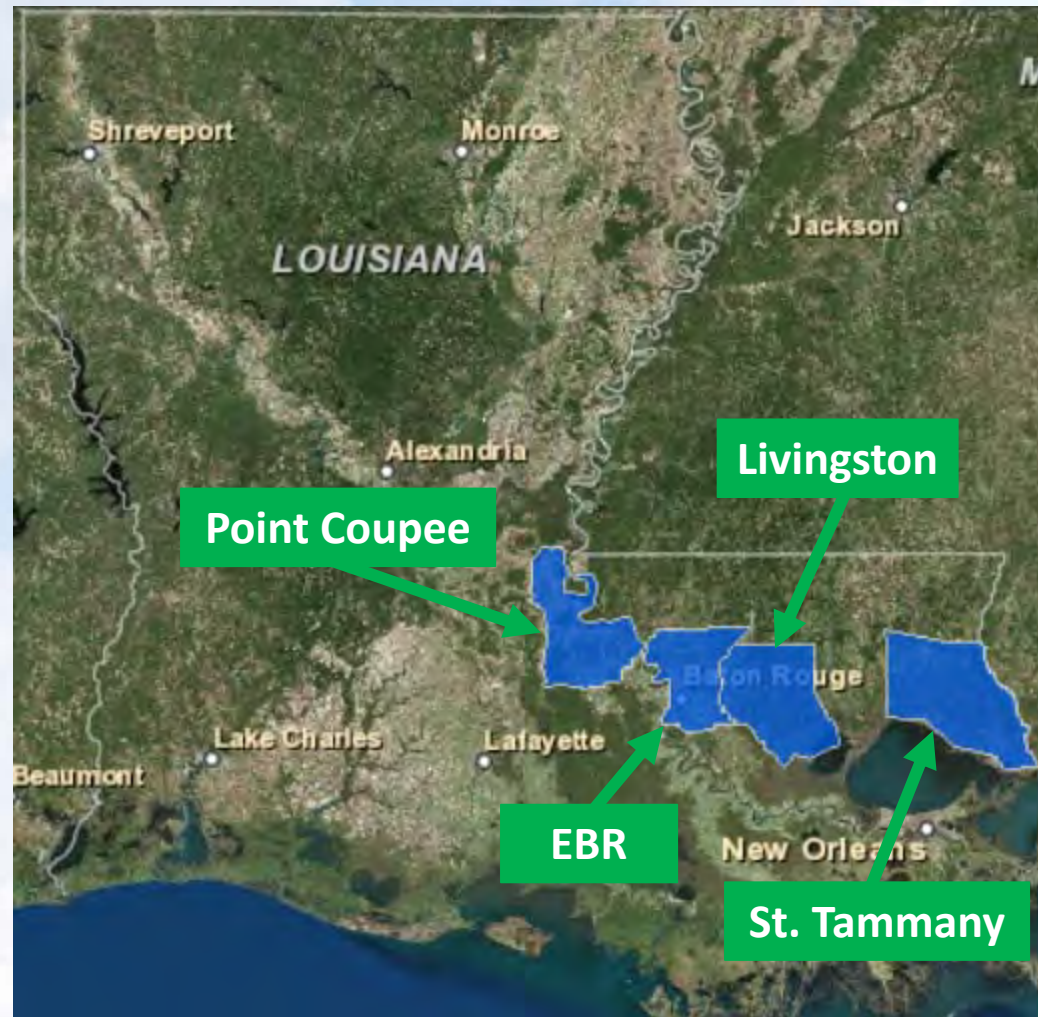 M
Shreveport
Monroe
Jackson
LOUISIANA
Alexandria
Livingston
Point Coupee
Baton Rouge
Lake Charles
Lafayette
Beaumont
EBR
New Orleans
St. Tammany